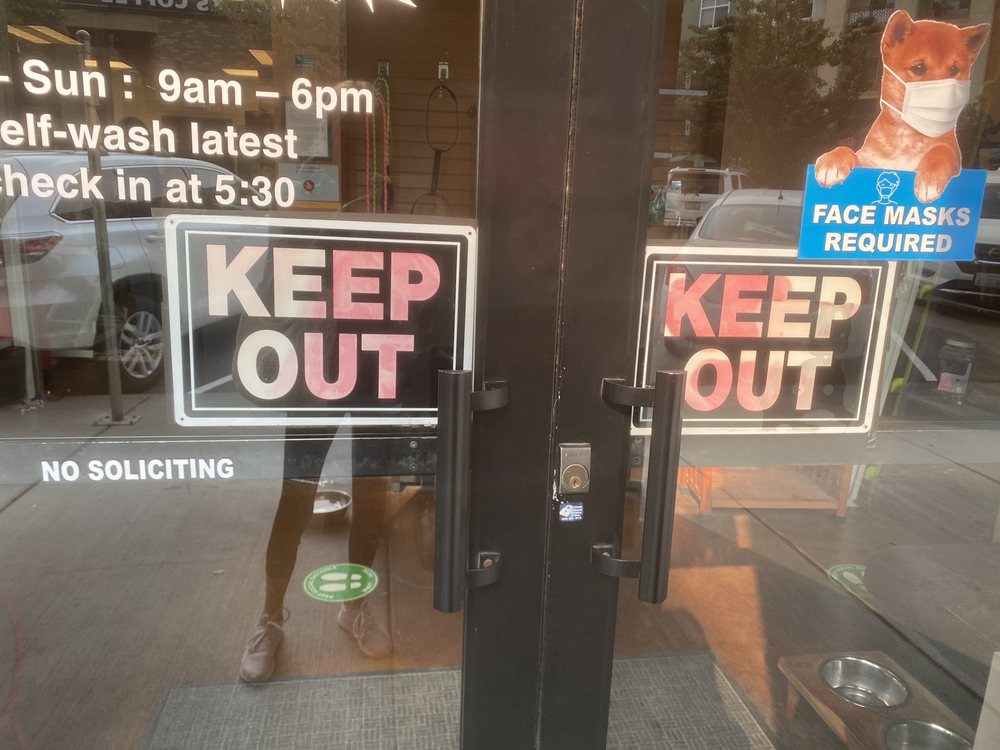 – Sun : 9am – 6pm
elf-wash latest
check in at 5:30
KEEP
OUT
KEEP
OUT
FACE MASKS
REQUIRED
NO SOLICITING